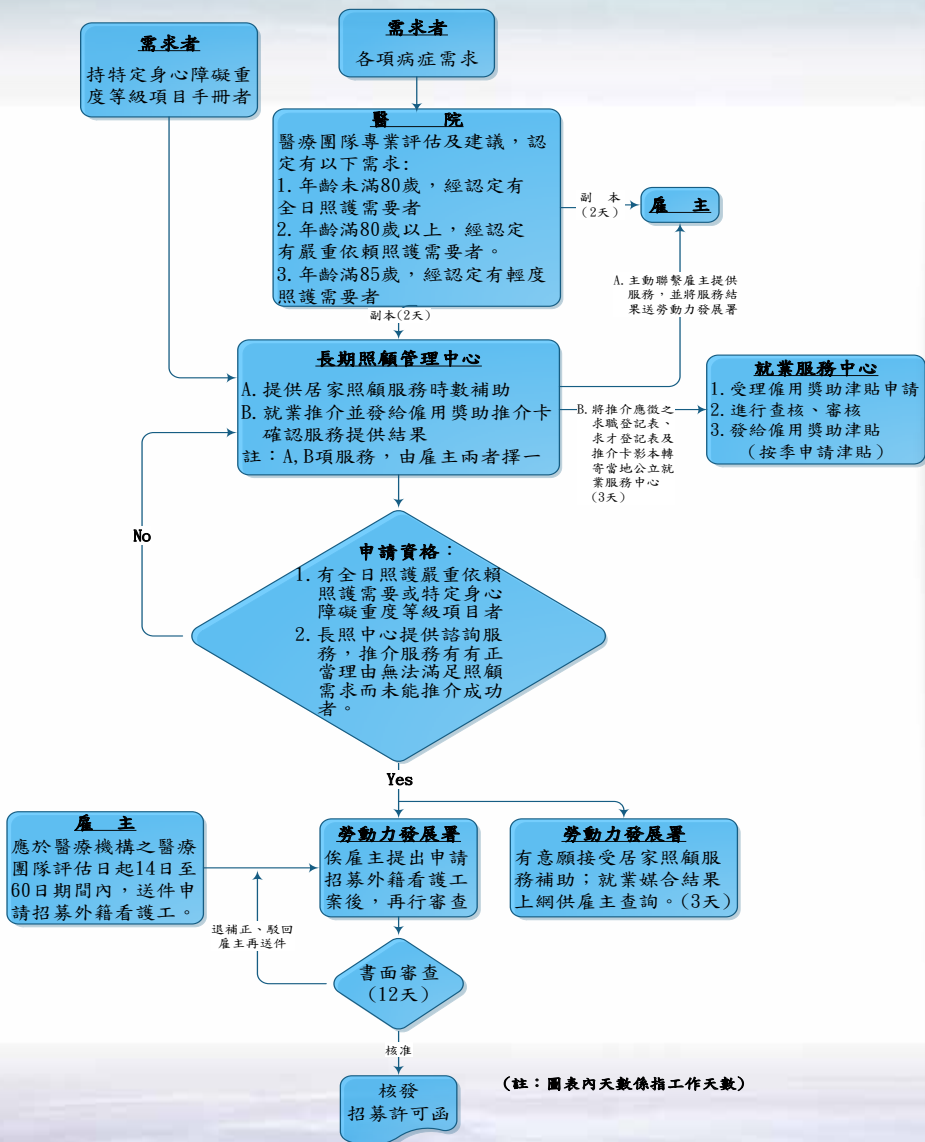 需求者
持特定身心障礙重
度等級項目手冊者
需求者
各項病症需求
醫　　院
醫療團隊專業評估及建議，認
定有以下需求:
1. 年齡未滿80歲，經認定有
全日照護需要者
2. 年齡滿80歲以上，經認定
有嚴重依賴照護需要者。
3. 年齡滿85歲，經認定有輕度
照護需要者
副　本
(2天)
雇　主
副本(2天)
A. 主動聯繫雇主提供
服務，並將服務結
果送勞動力發展署
長期照顧管理中心
A. 提供居家照顧服務時數補助
B. 就業推介並發給僱用獎助推介卡
確認服務提供結果
註：A,B項服務，由雇主兩者擇一
B. 將推介應徵之
求職登記表、
求才登記表及
推介卡影本轉
寄當地公立就
業服務中心
(3天)
就業服務中心
1. 受理僱用獎助津貼申請
2. 進行查核、審核
3. 發給僱用獎助津貼
（按季申請津貼）
No
申請資格：
1. 有全日照護嚴重依賴
照護需要或特定身心
障礙重度等級項目者
2. 長照中心提供諮詢服
務，推介服務有有正
當理由無法滿足照顧
需求而未能推介成功
者。
Yes
雇　主
應於醫療機構之醫療
團隊評估日起14日至
60日期間內，送件申
請招募外籍看護工。
勞動力發展署
俟雇主提出申請
招募外籍看護工
案後，再行審查
勞動力發展署
有意願接受居家照顧服
務補助；就業媒合結果
上網供雇主查詢。(3天)
退補正、駁回
雇主再送件
書面審查
(12天)
核准
核發
招募許可函
(註：圖表內天數係指工作天數)